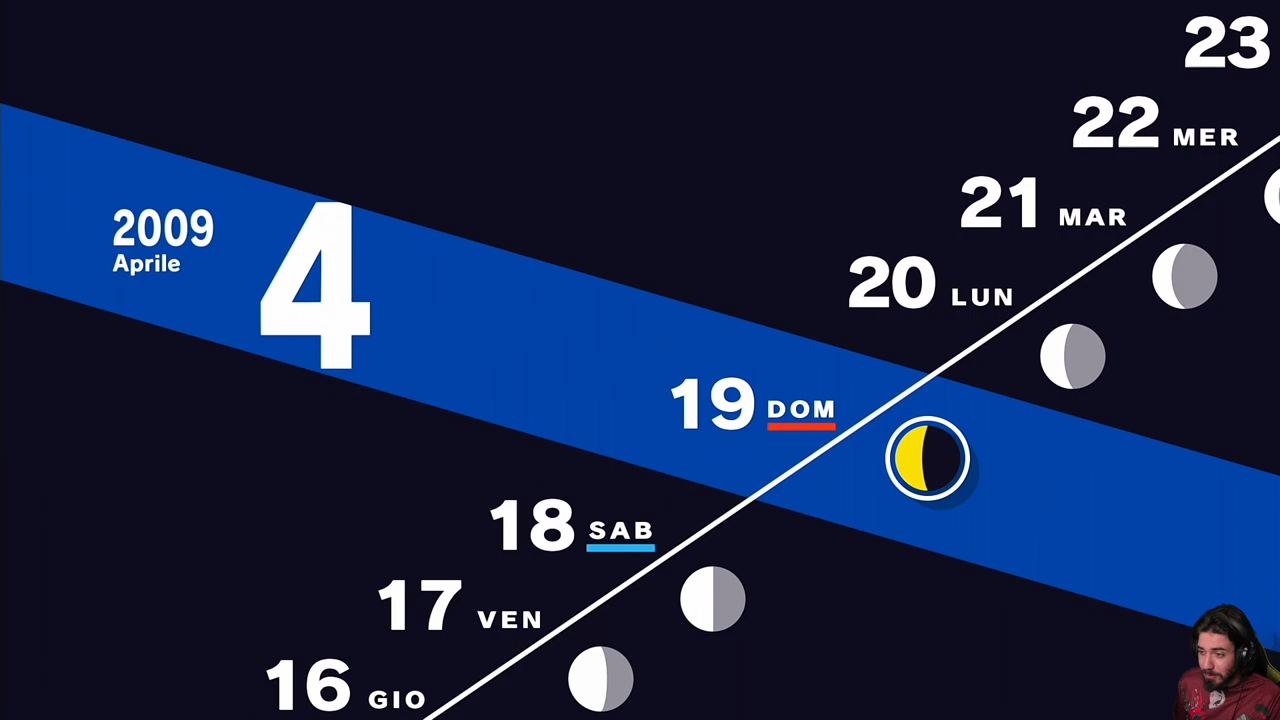 23
22 MER
21 MAR
2009
Aprile
4
20 LUN
19 DOM
18 SAB
17 VEN
16 GIO